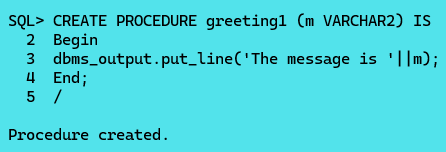 SQL> CREATE PROCEDURE greeting1 (m VARCHAR2) IS
  2  Begin
  3  dbms_output.put_line('The message is '||m);
  4  End;
  5  /

Procedure created.